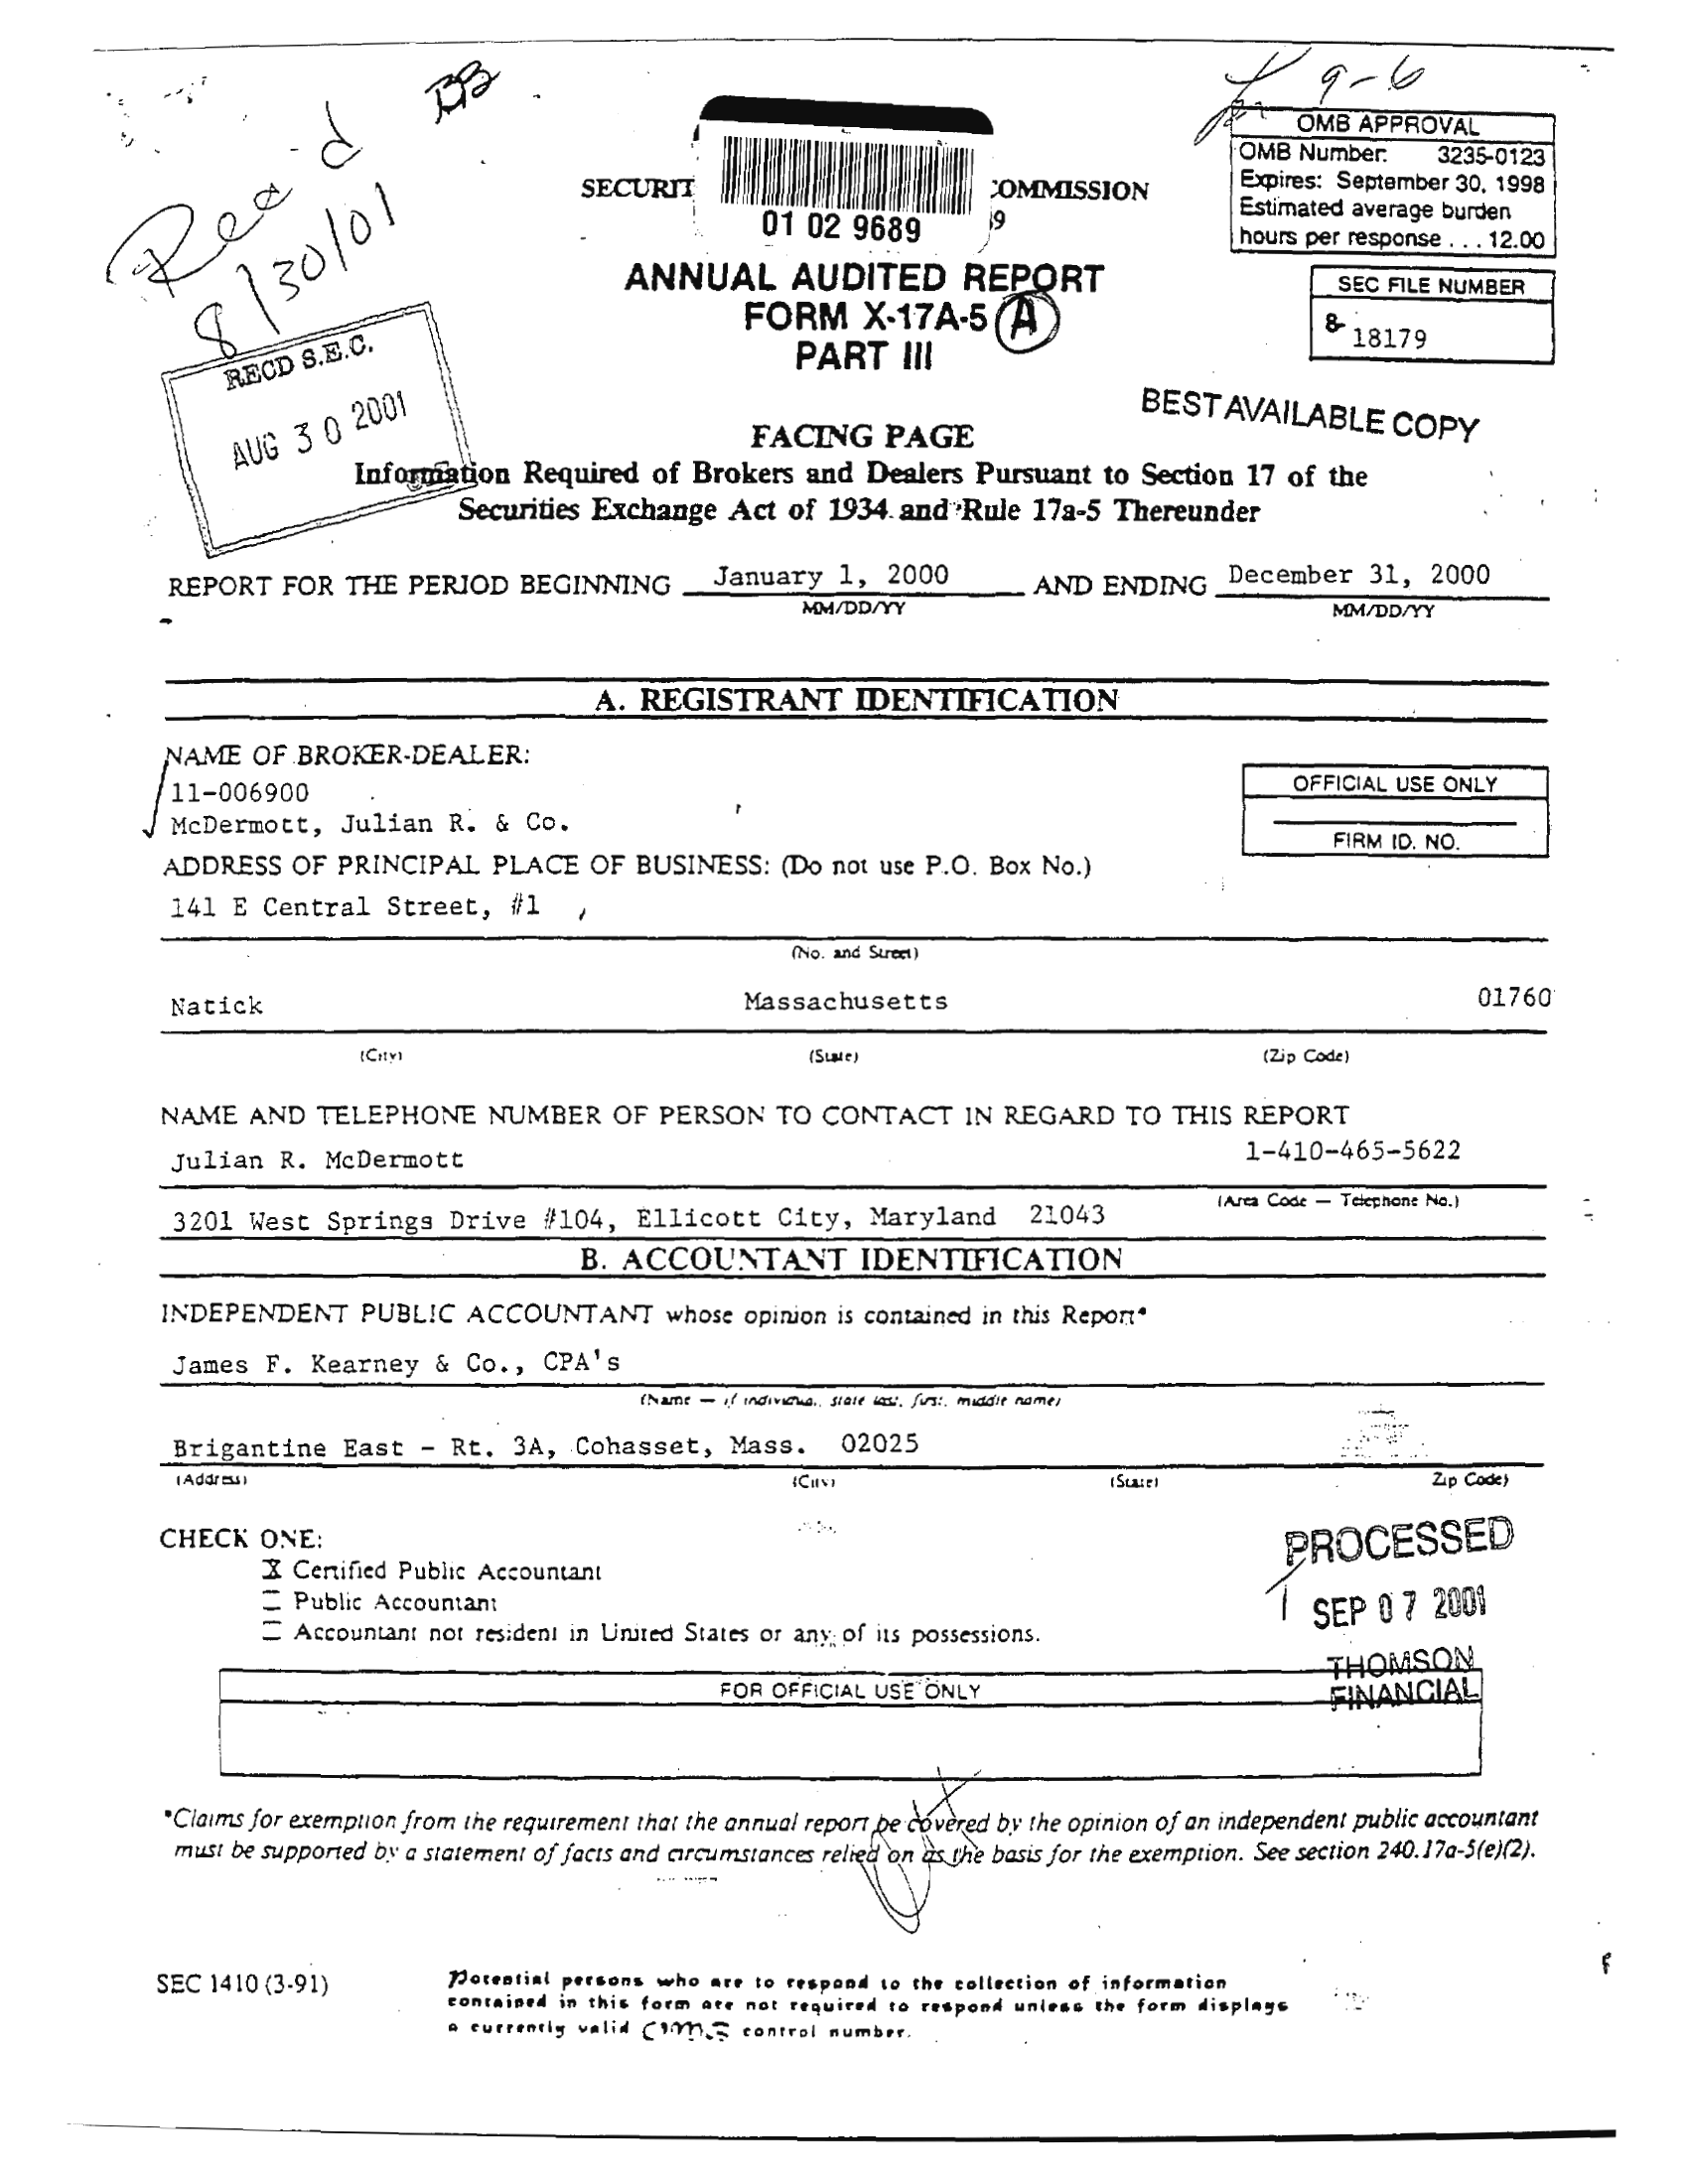 Rec d
8/30/01
BB
9-6
OMB APPROVAL
OMB Number: 3235-0123
Expires: September 30, 1998
Estimated average burden
hours per response . . . 12.00
SECURIT
COMMISSION
01 02 9689
9
ANNUAL AUDITED REPORT
FORM X-17A-5 A
PART III
SEC FILE NUMBER
8- 18179
RECD S.E.C.
AUG 3 0 2001
BEST AVAILABLE COPY
FACING PAGE
Information Required of Brokers and Dealers Pursuant to Section 17 of the
Securities Exchange Act of 1934 and Rule 17a-5 Thereunder
REPORT FOR THE PERIOD BEGINNING January 1, 2000 AND ENDING December 31, 2000
MM/DD/YY MM/DD/YY
A. REGISTRANT IDENTIFICATION
NAME OF BROKER-DEALER:
11-006900
McDermott, Julian R. & Co.
OFFICIAL USE ONLY
FIRM ID. NO.
ADDRESS OF PRINCIPAL PLACE OF BUSINESS: (Do not use P.O. Box No.)
141 E Central Street, #1
(No. and Street)
Natick Massachusetts 01760
(City) (State) (Zip Code)
NAME AND TELEPHONE NUMBER OF PERSON TO CONTACT IN REGARD TO THIS REPORT
Julian R. McDermott 1-410-465-5622
(Area Code — Telephone No.)
3201 West Springs Drive #104, Ellicott City, Maryland 21043
B. ACCOUNTANT IDENTIFICATION
INDEPENDENT PUBLIC ACCOUNTANT whose opinion is contained in this Report*
James F. Kearney & Co., CPA's
(Name — if individual, state last, first, middle name)
Brigantine East - Rt. 3A, Cohasset, Mass. 02025
(Address) (City) (State) Zip Code)
CHECK ONE:
X Certified Public Accountant
Public Accountant
Accountant not resident in United States or any of its possessions.
PROCESSED
SEP 0 7 2001
THOMSON
FINANCIAL
FOR OFFICIAL USE ONLY
*Claims for exemption from the requirement that the annual report be covered by the opinion of an independent public accountant
must be supported by a statement of facts and circumstances relied on as the basis for the exemption. See section 240.17a-5(e)(2).
SEC 1410 (3-91)
Potential persons who are to respond to the collection of information
contained in this form are not required to respond unless the form displays
a currently valid OMB control number.